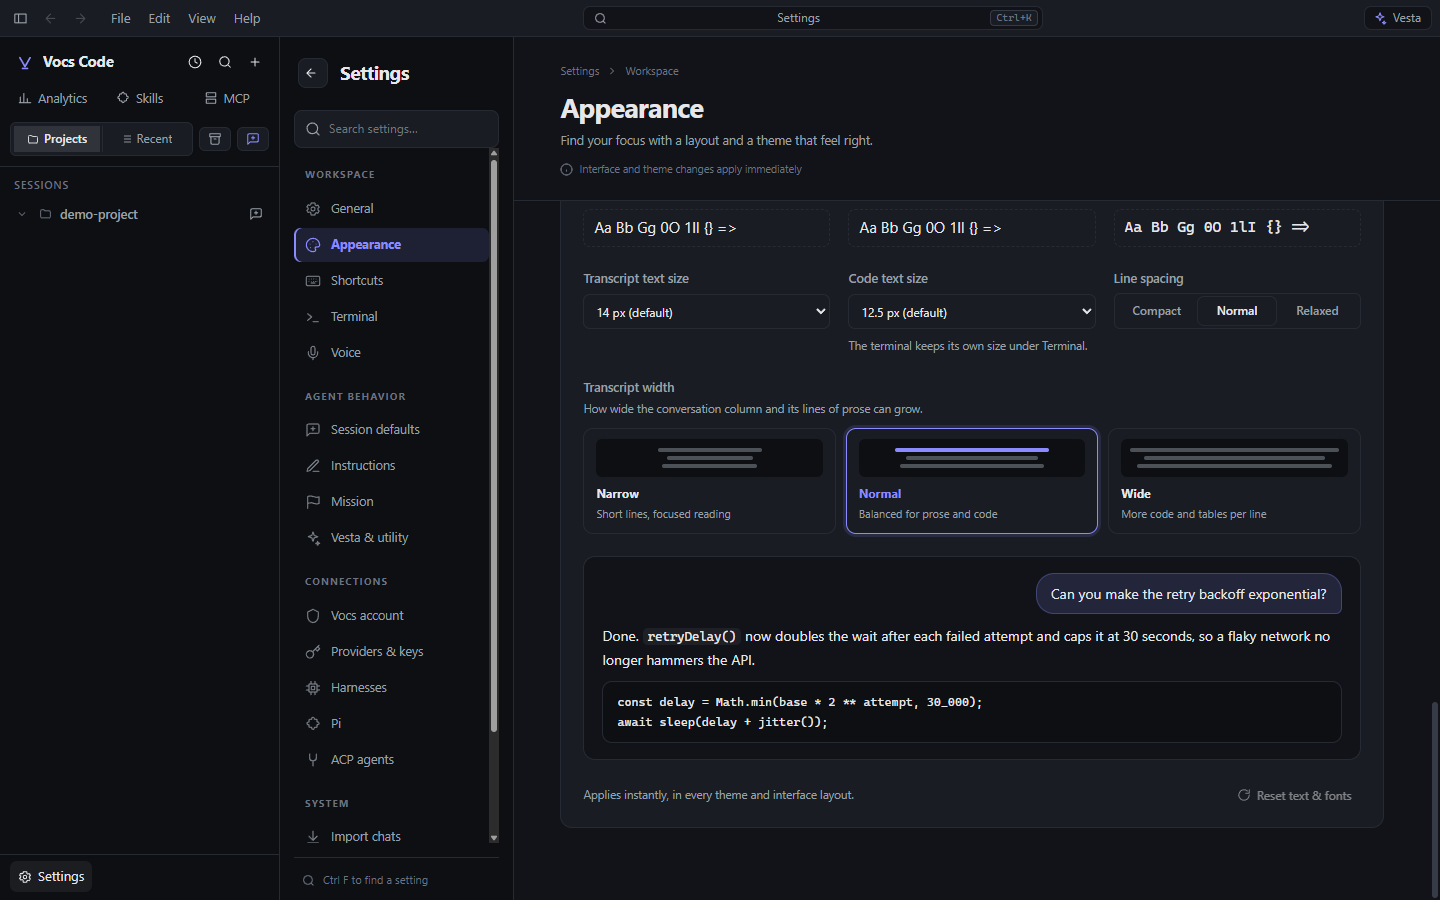 File Edit View Help
Settings
Ctrl+K
Vesta
Vocs Code
Analytics
Skills
MCP
Projects
Recent
SESSIONS
demo-project
Settings
Settings
Search settings...
WORKSPACE
General
Appearance
Shortcuts
Terminal
Voice
AGENT BEHAVIOR
Session defaults
Instructions
Mission
Vesta & utility
CONNECTIONS
Vocs account
Providers & keys
Harnesses
Pi
ACP agents
SYSTEM
Import chats
Ctrl F to find a setting
Settings > Workspace
Appearance
Find your focus with a layout and a theme that feel right.
Interface and theme changes apply immediately
Aa Bb Gg 0O 1lI {} =>
Aa Bb Gg 0O 1lI {} =>
Aa Bb Gg 0O 1lI {} =>
Transcript text size
14 px (default)
Code text size
12.5 px (default)
The terminal keeps its own size under Terminal.
Line spacing
Compact
Normal
Relaxed
Transcript width
How wide the conversation column and its lines of prose can grow.
Narrow
Short lines, focused reading
Normal
Balanced for prose and code
Wide
More code and tables per line
Can you make the retry backoff exponential?
Done. retryDelay() now doubles the wait after each failed attempt and caps it at 30 seconds, so a flaky network no
longer hammers the API.
const delay = Math.min(base * 2 ** attempt, 30_000);
await sleep(delay + jitter());
Applies instantly, in every theme and interface layout.
Reset text & fonts